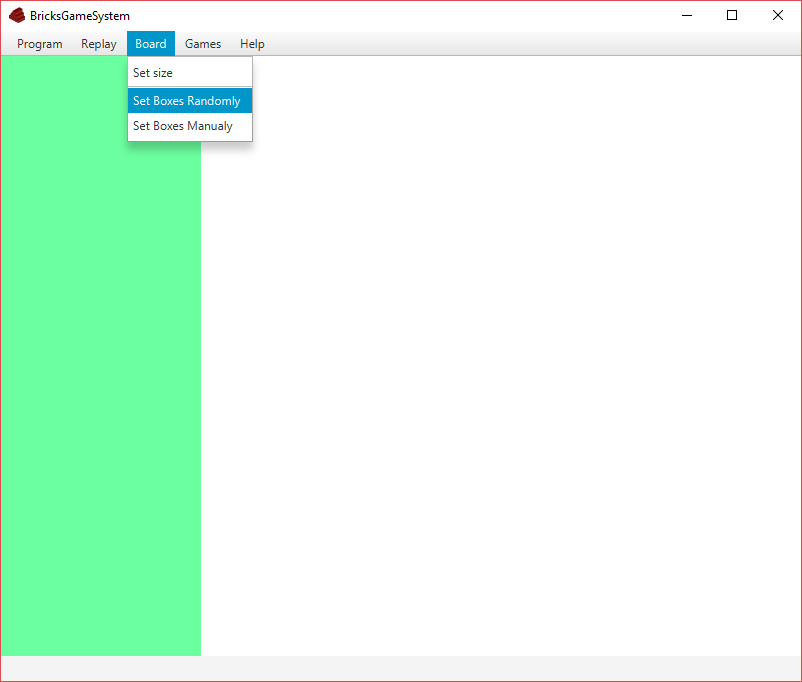 BricksGameSystem
Program Replay Board Games Help
Set size
Set Boxes Randomly
Set Boxes Manualy